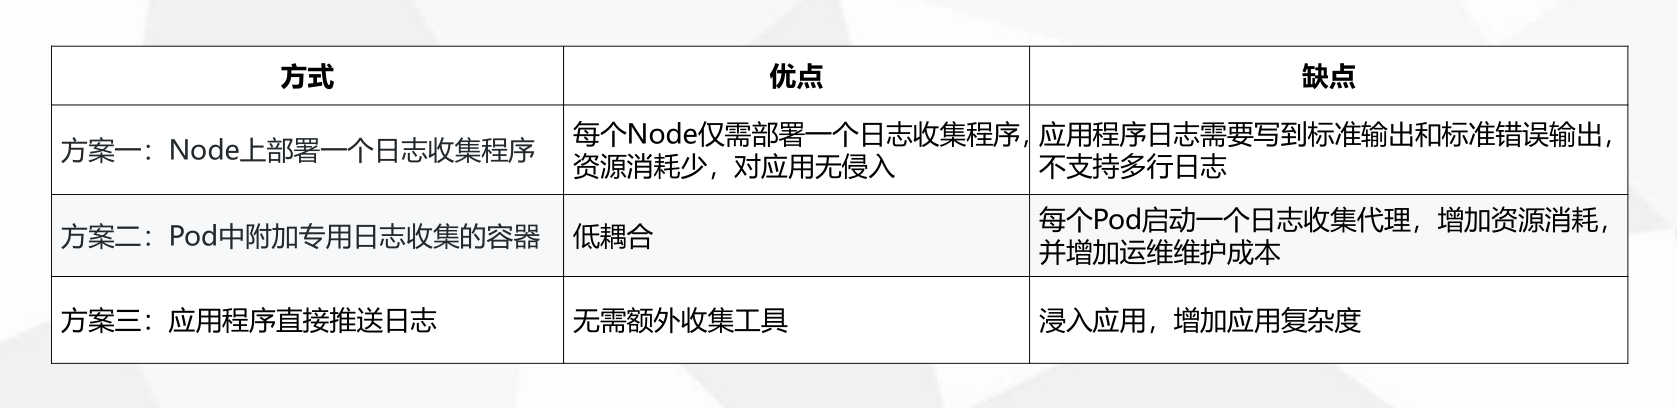 方式
优点
缺点
方案一：Node上部署一个日志收集程序
每个Node仅需部署一个日志收集程序，
资源消耗少，对应用无侵入
应用程序日志需要写到标准输出和标准错误输出，
不支持多行日志
方案二：Pod中附加专用日志收集的容器
低耦合
每个Pod启动一个日志收集代理，增加资源消耗，
并增加运维维护成本
方案三：应用程序直接推送日志
无需额外收集工具
浸入应用，增加应用复杂度